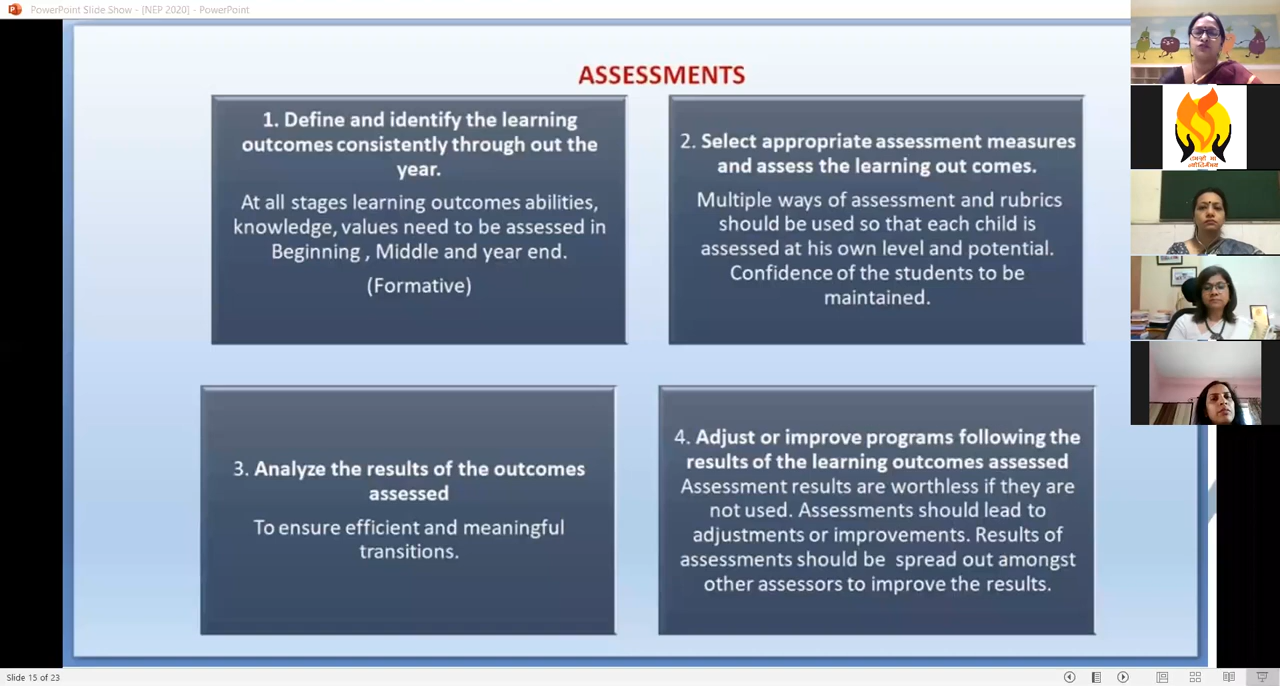 PowerPoint Slide Show - [NEP 2020] - PowerPoint
ASSESSMENTS
1. Define and identify the learning
outcomes consistently through out the
year.
At all stages learning outcomes abilities,
knowledge, values need to be assessed in
Beginning , Middle and year end.
(Formative)
2. Select appropriate assessment measures
and assess the learning out comes.
Multiple ways of assessment and rubrics
should be used so that each child is
assessed at his own level and potential.
Confidence of the students to be
maintained.
3. Analyze the results of the outcomes
assessed
To ensure efficient and meaningful
transitions.
4. Adjust or improve programs following the
results of the learning outcomes assessed
Assessment results are worthless if they are
not used. Assessments should lead to
adjustments or improvements. Results of
assessments should be spread out amongst
other assessors to improve the results.
तमसो मा
ज्योतिर्गमय
Slide 15 of 23